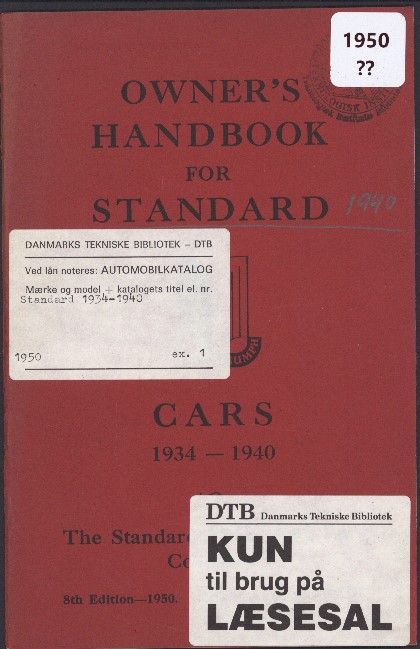 1950
??
OWNER'S
HANDBOOK
FOR
STANDARD 1940
DANMARKS TEKNISKE BIBLIOTEK – DTB
Ved lån noteres: AUTOMOBILKATALOG
Mærke og model + katalogets titel el. nr.
Standard 1934-1940
1950 ex. 1
CARS
1934 — 1940
DTB Danmarks Tekniske Bibliotek
The Standard
Co
KUN
til brug på
LÆSESAL
8th Edition—1950.